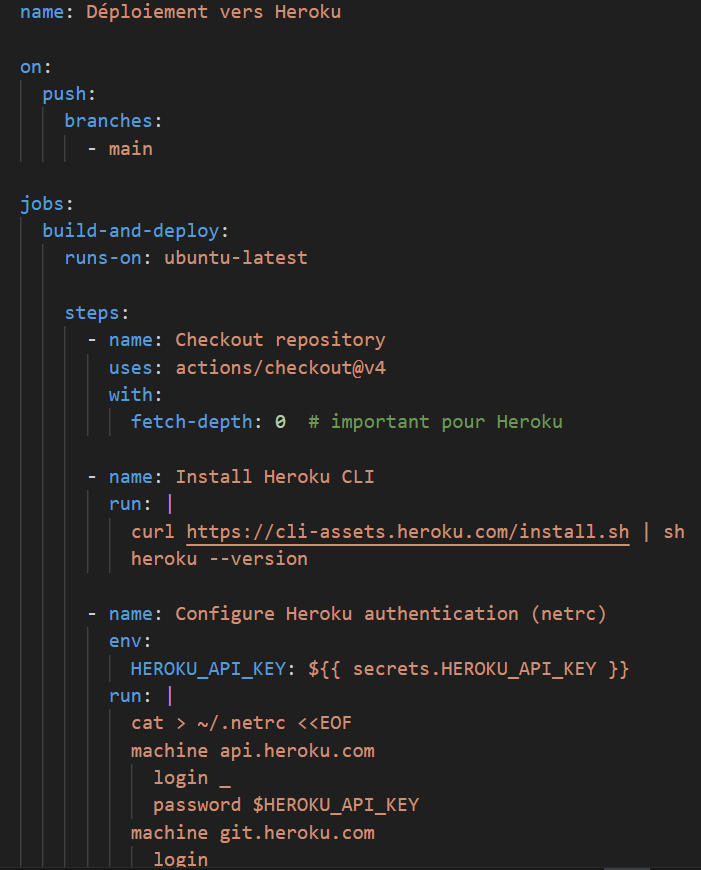 name: Déploiement vers Heroku
on:
push:
branches:
- main
jobs:
build-and-deploy:
runs-on: ubuntu-latest
steps:
- name: Checkout repository
uses: actions/checkout@v4
with:
fetch-depth: 0  # important pour Heroku
- name: Install Heroku CLI
run: |
curl https://cli-assets.heroku.com/install.sh | sh
heroku --version
- name: Configure Heroku authentication (netrc)
env:
HEROKU_API_KEY: ${{ secrets.HEROKU_API_KEY }}
run: |
cat > ~/.netrc <<EOF
machine api.heroku.com
login _
password $HEROKU_API_KEY
machine git.heroku.com
login